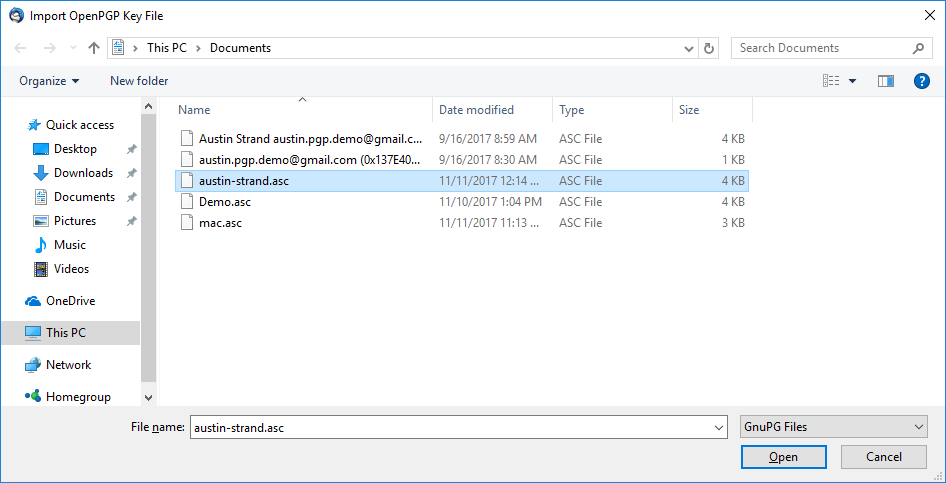 Import OpenPGP Key File
This PC Documents
Search Documents
Organize New folder
Name Date modified Type Size
Quick access
Desktop
Downloads
Documents
Pictures
Music
Videos
OneDrive
This PC
Network
Homegroup
Austin Strand austin.pgp.demo@gmail.c... 9/16/2017 8:59 AM ASC File 4 KB
austin.pgp.demo@gmail.com (0x137E40... 9/16/2017 8:30 AM ASC File 1 KB
austin-strand.asc 11/11/2017 12:14 ... ASC File 4 KB
Demo.asc 11/10/2017 1:04 PM ASC File 4 KB
mac.asc 11/11/2017 11:13 ... ASC File 3 KB
File name: austin-strand.asc GnuPG Files
Open Cancel